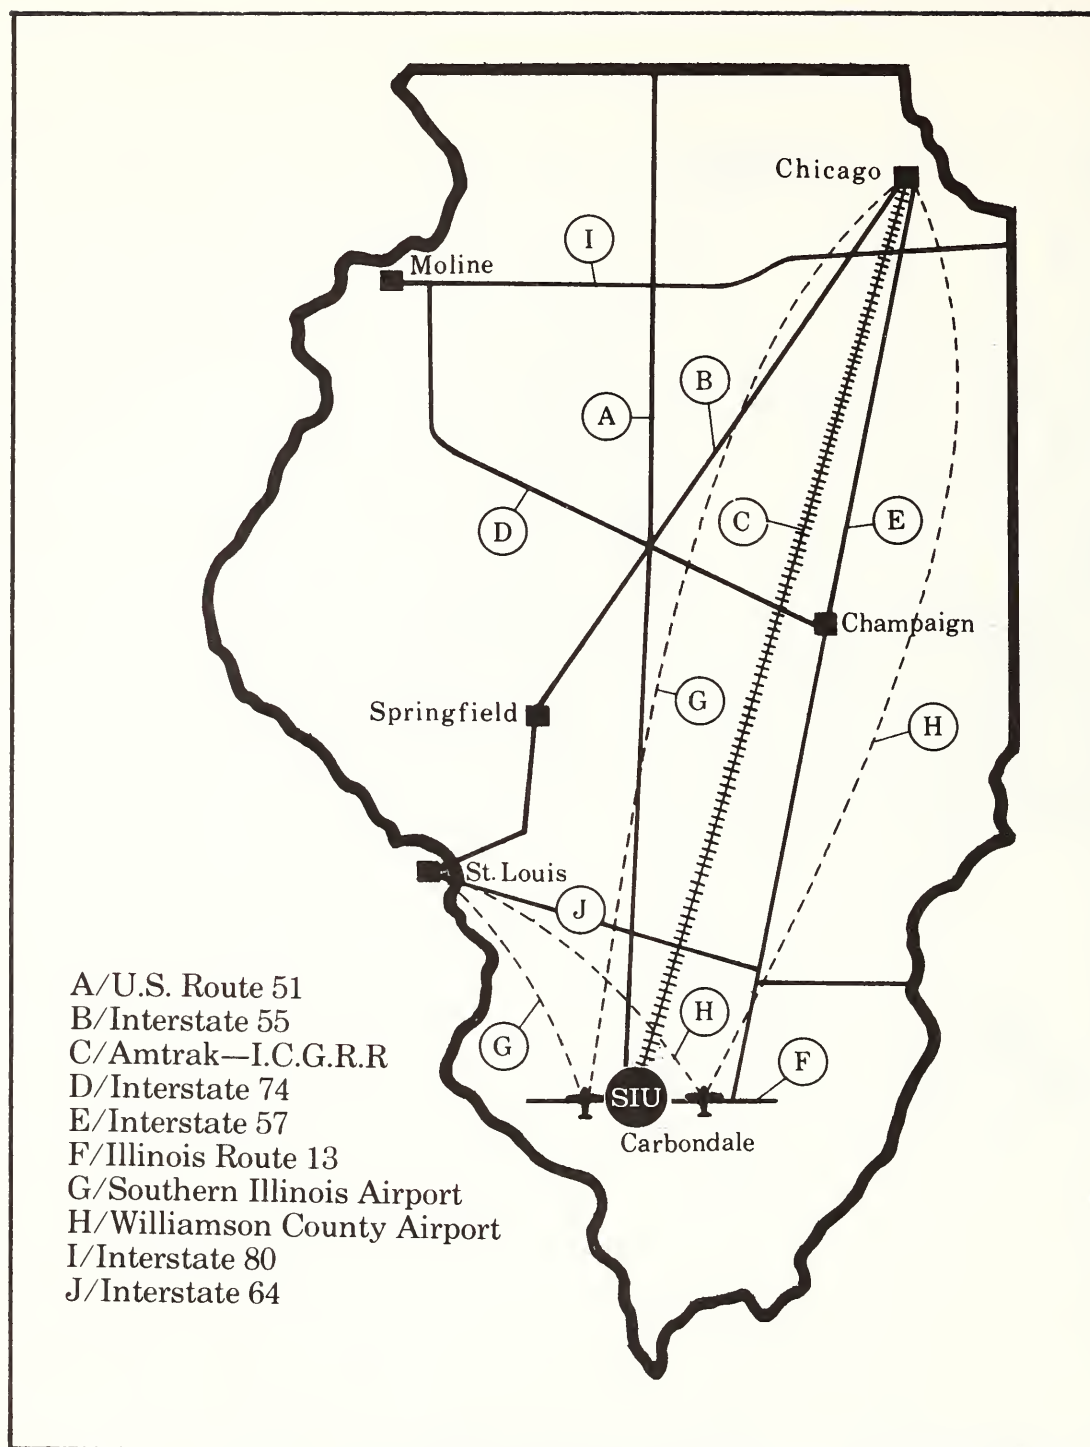 Chicago
I
Moline
B
A
C
E
D
Champaign
G
Springfield
H
St. Louis
J
A/U.S. Route 51
B/Interstate 55
C/Amtrak—I.C.G.R.R
D/Interstate 74
E/Interstate 57
F/Illinois Route 13
G/Southern Illinois Airport
H/Williamson County Airport
I/Interstate 80
J/Interstate 64
H
G
F
SIU
Carbondale